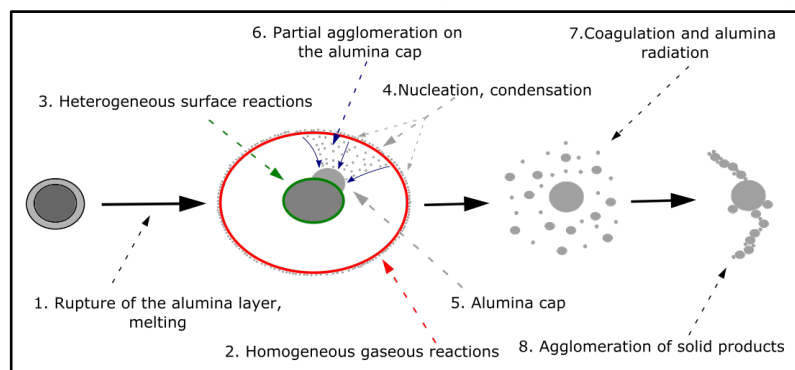 6. Partial agglomeration on
the alumina cap
7.Coagulation and alumina
radiation
3. Heterogeneous surface reactions
4.Nucleation, condensation
1. Rupture of the alumina layer,
melting
5. Alumina cap
2. Homogeneous gaseous reactions
8. Agglomeration of solid products